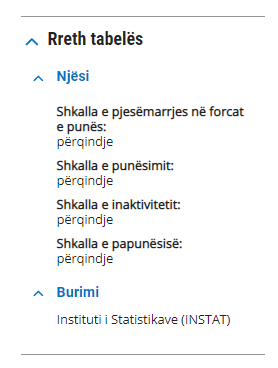 Rreth tabelës
Njësi
Shkalla e pjesëmarrjes në forcat
e punës:
përqindje
Shkalla e punësimit:
përqindje
Shkalla e inaktivitetit:
përqindje
Shkalla e papunësisë:
përqindje
Burimi
Instituti i Statistikave (INSTAT)